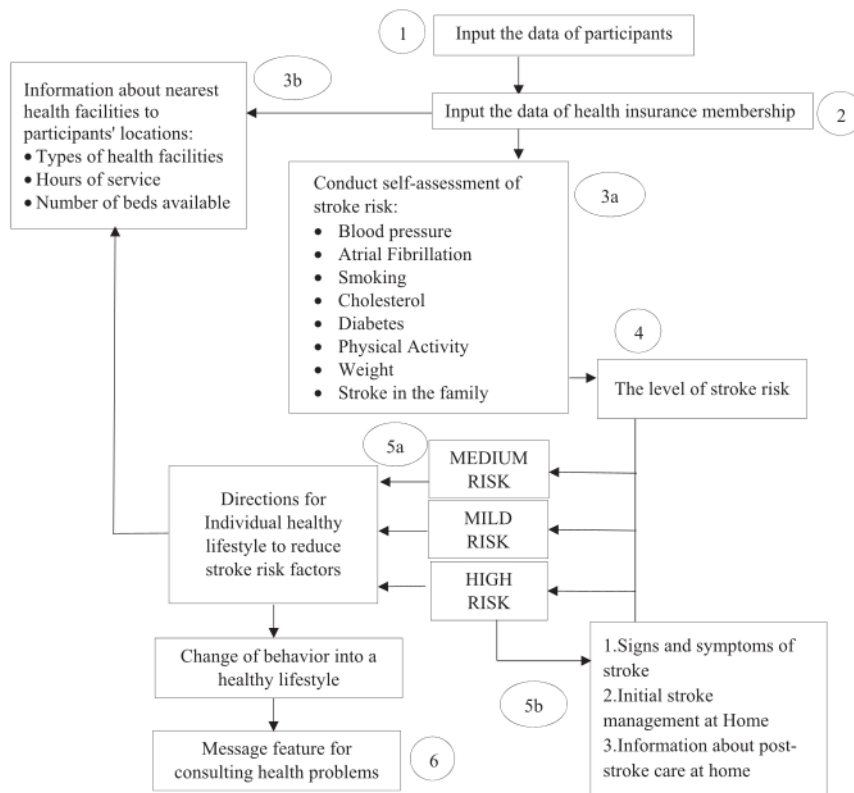 1
Input the data of participants
3b
Information about nearest
health facilities to
participants' locations:
• Types of health facilities
• Hours of service
• Number of beds available
Input the data of health insurance membership
2
Conduct self-assessment of
stroke risk:
• Blood pressure
• Atrial Fibrillation
• Smoking
• Cholesterol
• Diabetes
• Physical Activity
• Weight
• Stroke in the family
3a
4
The level of stroke risk
5a
MEDIUM
RISK
MILD
RISK
HIGH
RISK
Directions for
Individual healthy
lifestyle to reduce
stroke risk factors
Change of behavior into a
healthy lifestyle
5b
1.Signs and symptoms of
stroke
2.Initial stroke
management at Home
3.Information about post-
stroke care at home
Message feature for
consulting health problems
6